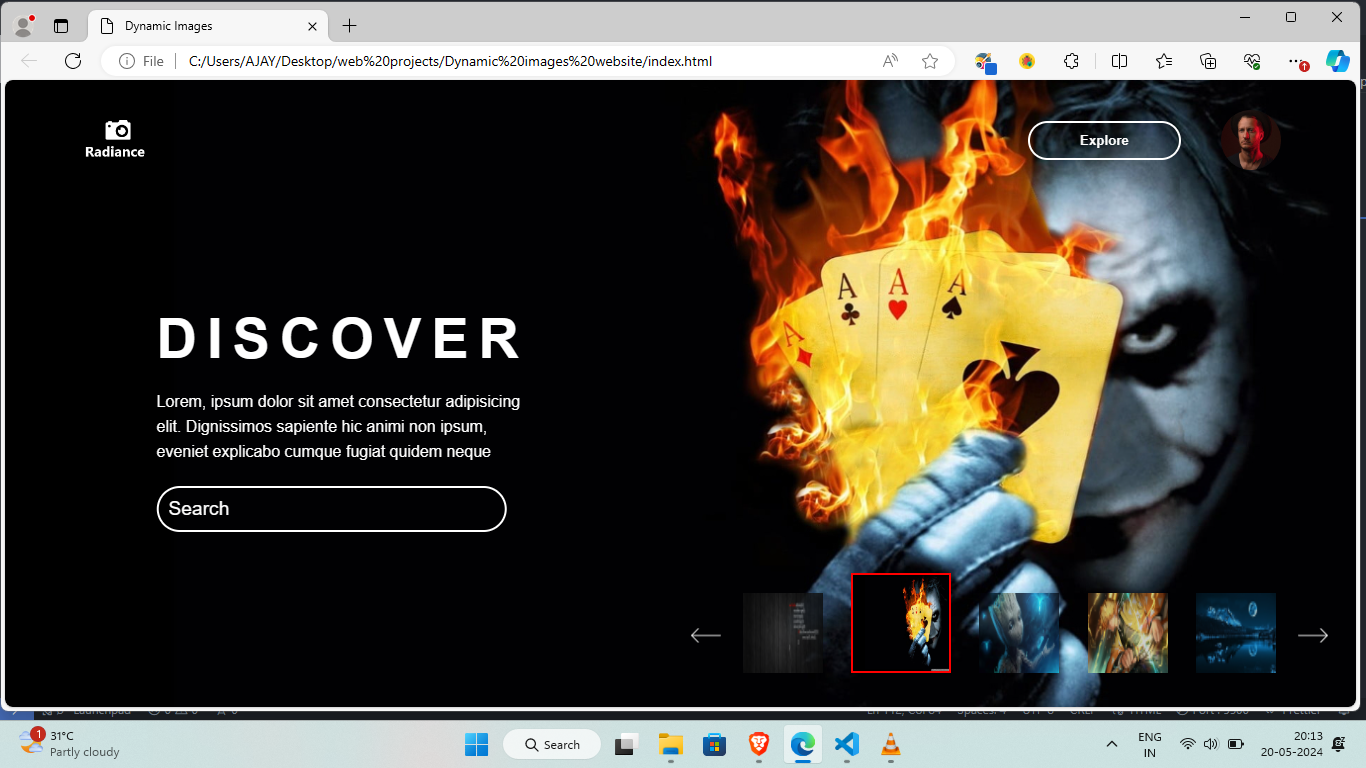 Dynamic Images
File
C:/Users/AJAY/Desktop/web%20projects/Dynamic%20images%20website/index.html
Radiance
Explore
A
A
A
A
DISCOVER
Lorem, ipsum dolor sit amet consectetur adipisicing
elit. Dignissimos sapiente hic animi non ipsum,
eveniet explicabo cumque fugiat quidem neque
Search
1
31°C
Partly cloudy
Search
ENG
IN
20:13
20-05-2024